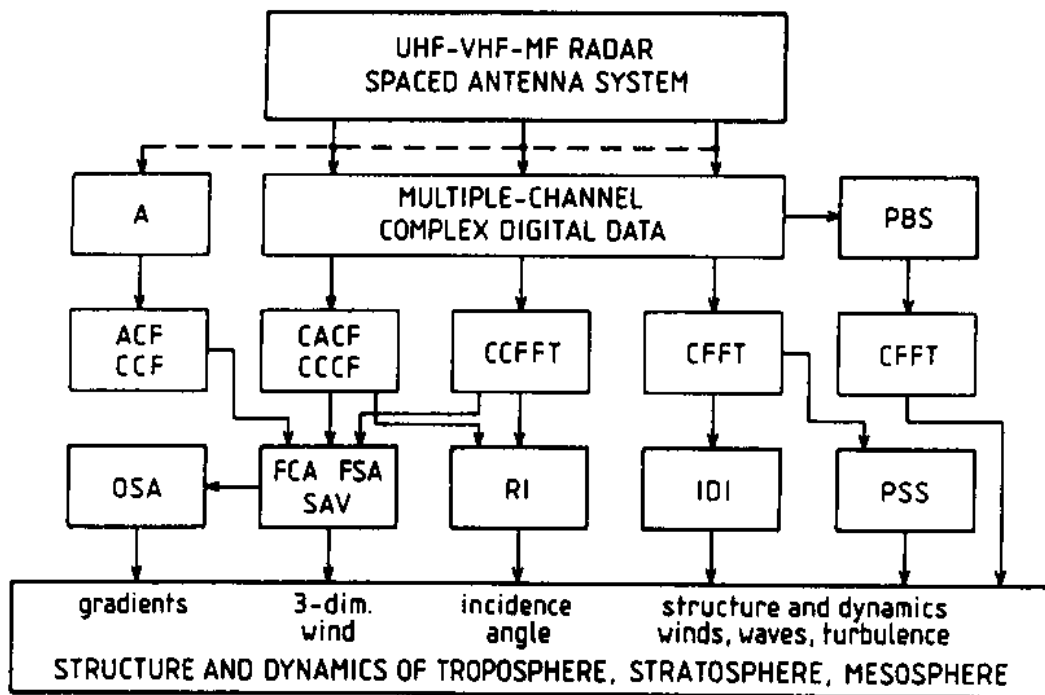 UHF-VHF-MF RADAR
SPACED ANTENNA SYSTEM
A
MULTIPLE-CHANNEL
COMPLEX DIGITAL DATA
PBS
ACF
CCF
CACF
CCCF
CCFFT
CFFT
CFFT
OSA
FCA FSA
SAV
RI
IDI
PSS
gradients
3-dim.
wind
incidence
angle
structure and dynamics
winds, waves, turbulence
STRUCTURE AND DYNAMICS OF TROPOSPHERE, STRATOSPHERE, MESOSPHERE